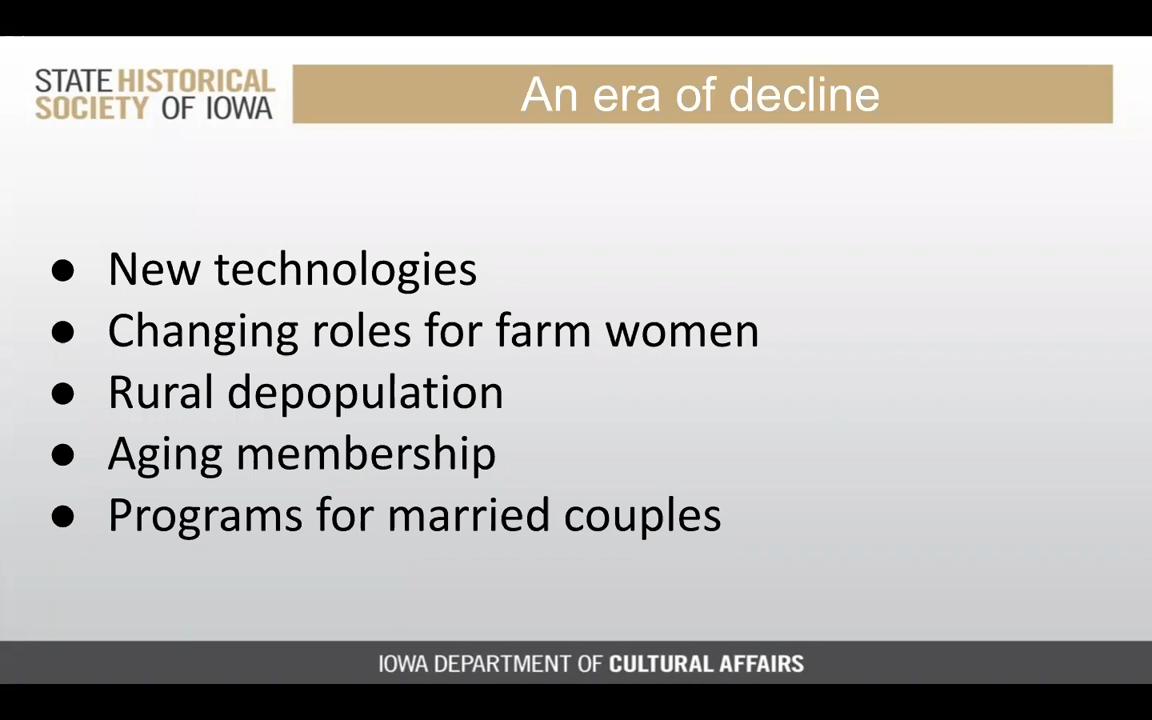 STATE HISTORICAL
SOCIETY OF IOWA
An era of decline
● New technologies
● Changing roles for farm women
● Rural depopulation
● Aging membership
● Programs for married couples
IOWA DEPARTMENT OF CULTURAL AFFAIRS